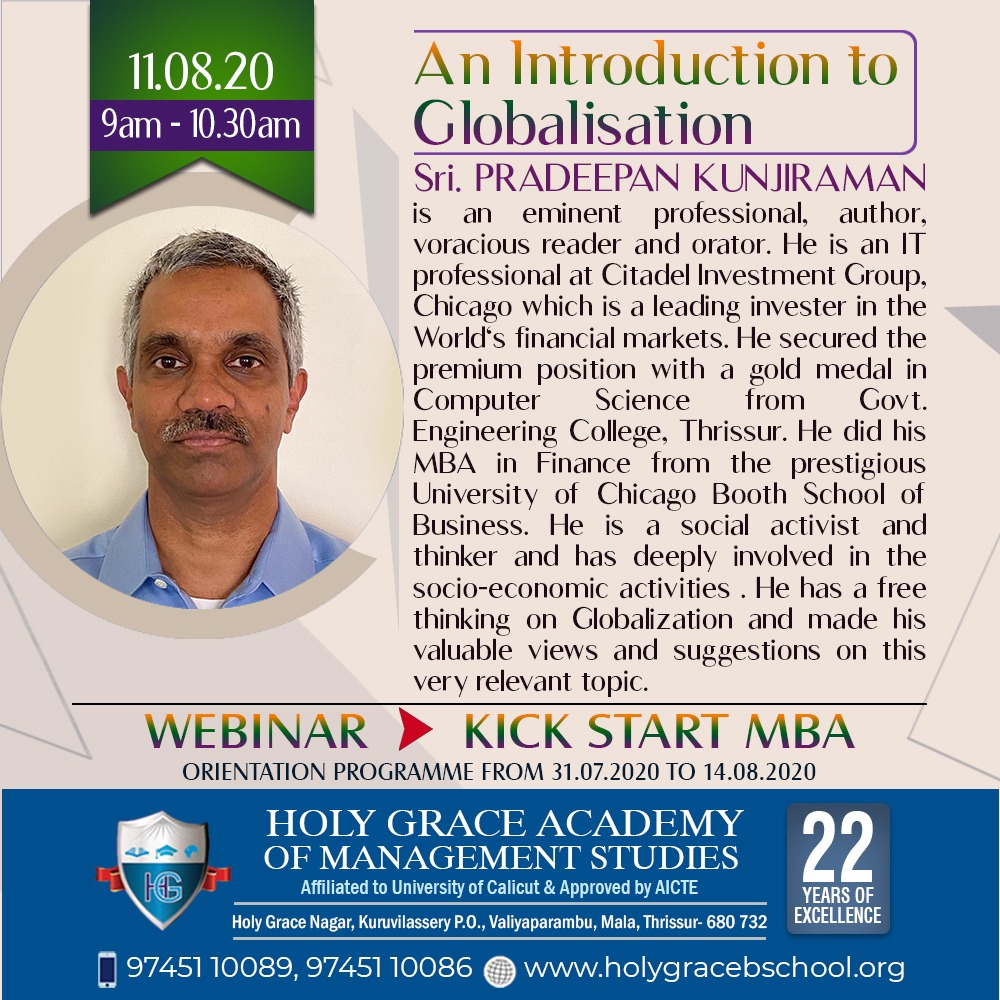 11.08.20
9am - 10.30am
An Introduction to
Globalisation
Sri. PRADEEPAN KUNJIRAMAN
is an eminent professional, author,
voracious reader and orator. He is an IT
professional at Citadel Investment Group,
Chicago which is a leading invester in the
World‘s financial markets. He secured the
premium position with a gold medal in
Computer Science from Govt.
Engineering College, Thrissur. He did his
MBA in Finance from the prestigious
University of Chicago Booth School of
Business. He is a social activist and
thinker and has deeply involved in the
socio-economic activities . He has a free
thinking on Globalization and made his
valuable views and suggestions on this
very relevant topic.
WEBINAR KICK START MBA
ORIENTATION PROGRAMME FROM 31.07.2020 TO 14.08.2020
HG
HOLY GRACE ACADEMY
OF MANAGEMENT STUDIES
Affiliated to University of Calicut & Approved by AICTE
Holy Grace Nagar, Kuruvilassery P.O., Valiyaparambu, Mala, Thrissur- 680 732
22
YEARS OF
EXCELLENCE
97451 10089, 97451 10086 www.holygracebschool.org